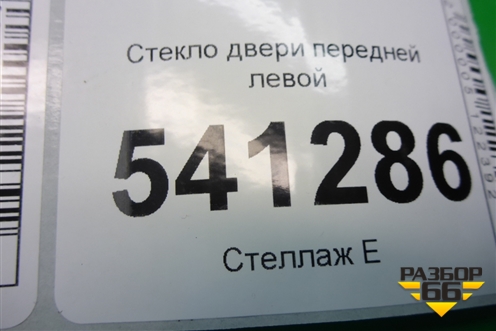 Стекло двери передней
левой
541286
Стеллаж Е
РАЗБОР
66